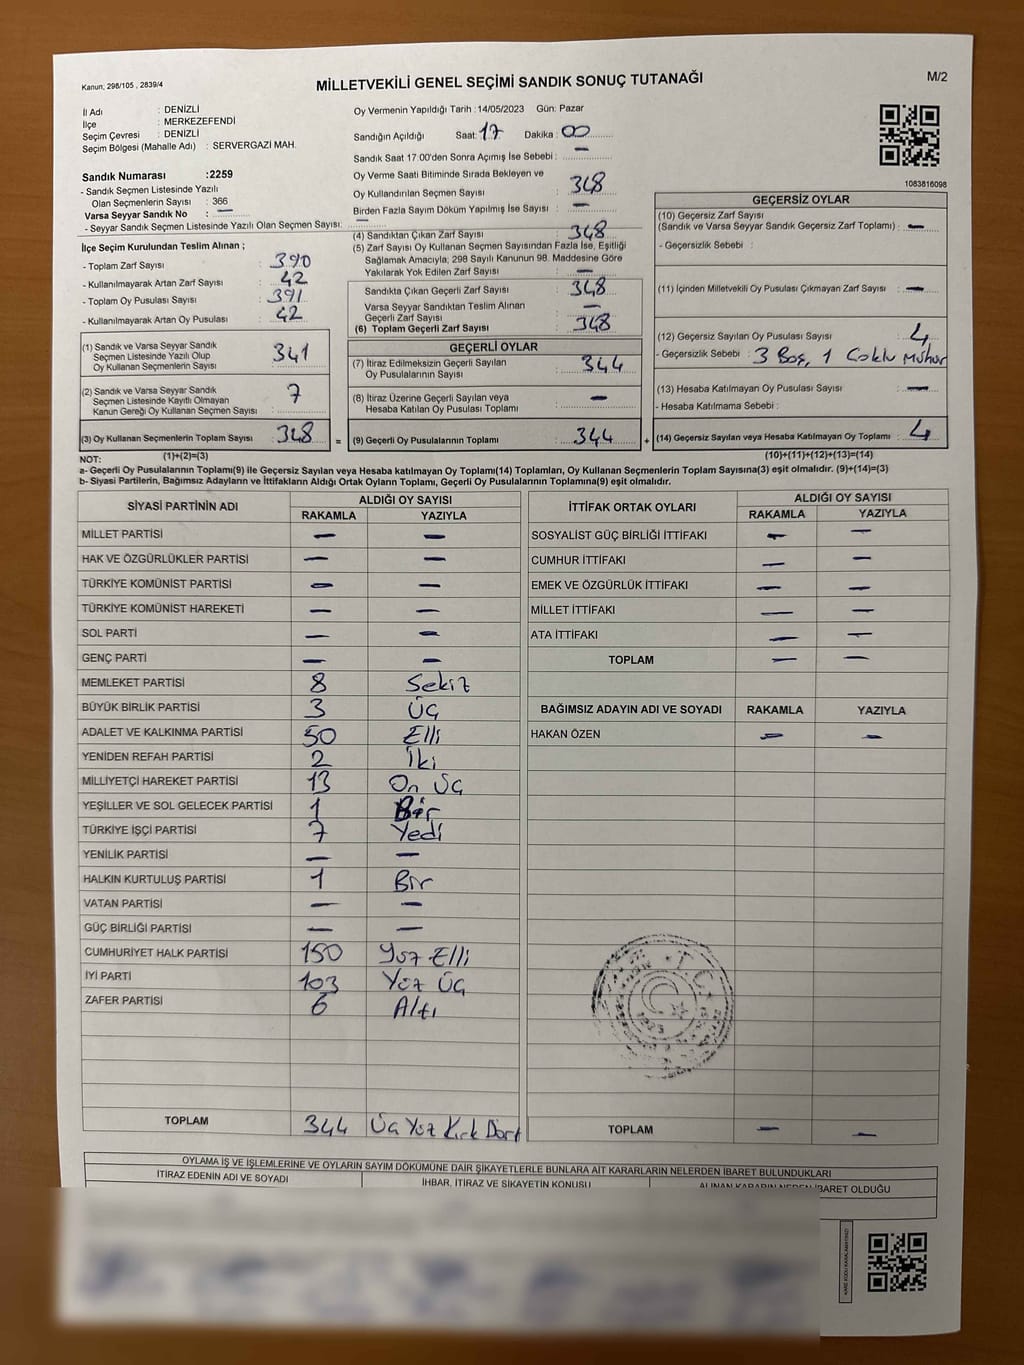 Kanun; 298/105 , 2839/4
MİLLETVEKİLİ GENEL SEÇİMİ SANDIK SONUÇ TUTANAĞI
M/2
İl Adı : DENİZLİ
İlçe : MERKEZEFENDİ
Seçim Çevresi : DENİZLİ
Seçim Bölgesi (Mahalle Adı) : SERVERGAZİ MAH.
Oy Vermenin Yapıldığı Tarih : 14/05/2023 Gün: Pazar
Sandığın Açıldığı Saat: 17 Dakika : 00
Sandık Saat 17:00'den Sonra Açımış İse Sebebi : —
Oy Verme Saati Bitiminde Sırada Bekleyen ve
Oy Kullandırılan Seçmen Sayısı : 348
Birden Fazla Sayım Döküm Yapılmış İse Sayısı : —
Sandık Numarası :2259
- Sandık Seçmen Listesinde Yazılı
Olan Seçmenlerin Sayısı : 366
Varsa Seyyar Sandık No : —
- Seyyar Sandık Seçmen Listesinde Yazılı Olan Seçmen Sayısı: —
1083816098
İlçe Seçim Kurulundan Teslim Alınan ;
- Toplam Zarf Sayısı : 390
- Kullanılmayarak Artan Zarf Sayısı : 42
- Toplam Oy Pusulası Sayısı : 391
- Kullanılmayarak Artan Oy Pusulası : 42
(1) Sandık ve Varsa Seyyar Sandık
Seçmen Listesinde Yazılı Olup
Oy Kullanan Seçmenlerin Sayısı : 341
(2) Sandık ve Varsa Seyyar Sandık
Seçmen Listesinde Kayıtlı Olmayan
Kanun Gereği Oy Kullanan Seçmen Sayısı : 7
(3) Oy Kullanan Seçmenlerin Toplam Sayısı : 348
(4) Sandıktan Çıkan Zarf Sayısı : 348
(5) Zarf Sayısı Oy Kullanan Seçmen Sayısından Fazla İse, Eşitliği
Sağlamak Amacıyla, 298 Sayılı Kanunun 98. Maddesine Göre
Yakılarak Yok Edilen Zarf Sayısı : —
Sandıkta Çıkan Geçerli Zarf Sayısı : 348
Varsa Seyyar Sandıktan Teslim Alınan
Geçerli Zarf Sayısı : —
(6) Toplam Geçerli Zarf Sayısı : 348
GEÇERLİ OYLAR
(7) İtiraz Edilmeksizin Geçerli Sayılan
Oy Pusulalarının Sayısı : 344
(8) İtiraz Üzerine Geçerli Sayılan veya
Hesaba Katılan Oy Pusulası Toplamı : —
= (9) Geçerli Oy Pusulalarının Toplamı : 344 +
GEÇERSİZ OYLAR
(10) Geçersiz Zarf Sayısı
(Sandık ve Varsa Seyyar Sandık Geçersiz Zarf Toplamı) : —
- Geçersizlik Sebebi :
(11) İçinden Milletvekili Oy Pusulası Çıkmayan Zarf Sayısı : —
(12) Geçersiz Sayılan Oy Pusulası Sayısı : 4
- Geçersizlik Sebebi : 3 Boş, 1 Çoklu Mühür
(13) Hesaba Katılmayan Oy Pusulası Sayısı : —
- Hesaba Katılmama Sebebi :
(14) Geçersiz Sayılan veya Hesaba Katılmayan Oy Toplamı : 4
NOT: (1)+(2)=(3)
(10)+(11)+(12)+(13)=(14)
a- Geçerli Oy Pusulalarının Toplamı(9) ile Geçersiz Sayılan veya Hesaba katılmayan Oy Toplamı(14) Toplamları, Oy Kullanan Seçmenlerin Toplam Sayısına(3) eşit olmalıdır. (9)+(14)=(3)
b- Siyasi Partilerin, Bağımsız Adayların ve İttifakların Aldığı Ortak Oyların Toplamı, Geçerli Oy Pusulalarının Toplamına(9) eşit olmalıdır.
SİYASİ PARTİNİN ADI ALDIĞI OY SAYISI
RAKAMLA YAZIYLA
MİLLET PARTİSİ — —
HAK VE ÖZGÜRLÜKLER PARTİSİ — —
TÜRKİYE KOMÜNİST PARTİSİ — —
TÜRKİYE KOMÜNİST HAREKETİ — —
SOL PARTİ — —
GENÇ PARTİ — —
MEMLEKET PARTİSİ 8 Sekiz
BÜYÜK BİRLİK PARTİSİ 3 Üç
ADALET VE KALKINMA PARTİSİ 50 Elli
YENİDEN REFAH PARTİSİ 2 İki
MİLLİYETÇİ HAREKET PARTİSİ 13 On Üç
YEŞİLLER VE SOL GELECEK PARTİSİ 1 Bir
TÜRKİYE İŞÇİ PARTİSİ 7 Yedi
YENİLİK PARTİSİ — —
HALKIN KURTULUŞ PARTİSİ 1 Bir
VATAN PARTİSİ — —
GÜÇ BİRLİĞİ PARTİSİ — —
CUMHURİYET HALK PARTİSİ 150 Yüz Elli
İYİ PARTİ 103 Yüz Üç
ZAFER PARTİSİ 6 Altı
TOPLAM 344 Üç Yüz Kırk Dört
İTTİFAK ORTAK OYLARI ALDIĞI OY SAYISI
RAKAMLA YAZIYLA
SOSYALİST GÜÇ BİRLİĞİ İTTİFAKI — —
CUMHUR İTTİFAKI — —
EMEK VE ÖZGÜRLÜK İTTİFAKI — —
MİLLET İTTİFAKI — —
ATA İTTİFAKI — —
TOPLAM — —
BAĞIMSIZ ADAYIN ADI VE SOYADI RAKAMLA YAZIYLA
HAKAN ÖZEN — —
T.C.
1923
TOPLAM — —
OYLAMA İŞ VE İŞLEMLERİNE VE OYLARIN SAYIM DÖKÜMÜNE DAİR ŞİKAYETLERLE BUNLARA AİT KARARLARIN NELERDEN İBARET BULUNDUKLARI
İTİRAZ EDENİN ADI VE SOYADI
İHBAR, İTİRAZ VE ŞİKAYETİN KONUSU
ALINAN KARARIN NEDEN İBARET OLDUĞU